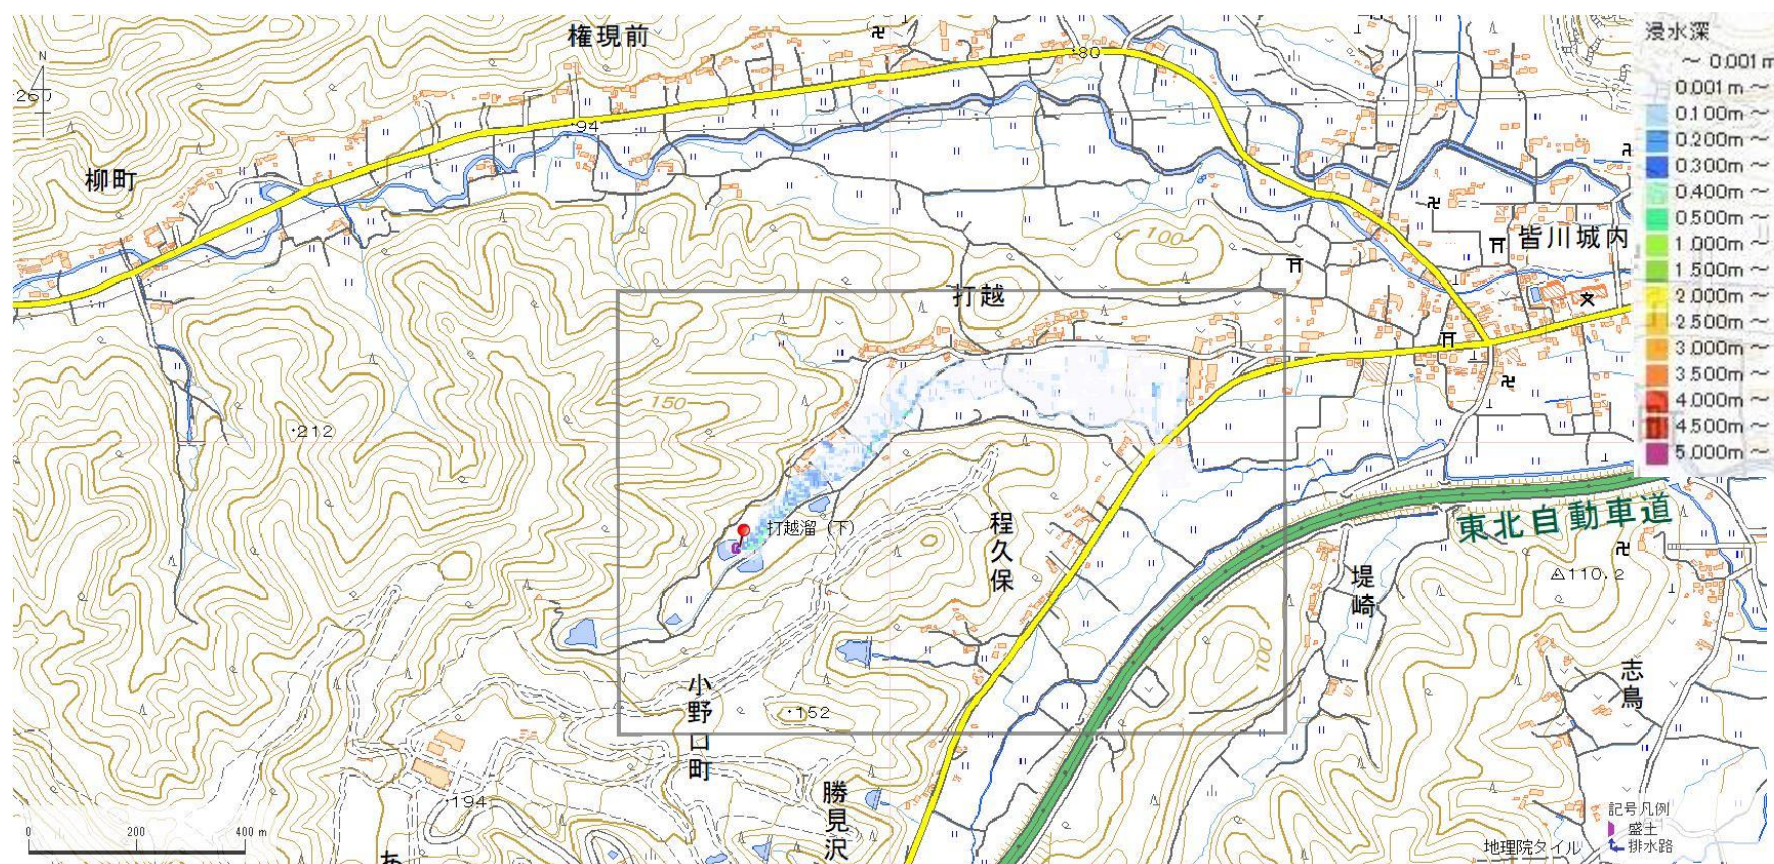 権現前
浸水深
～ 0.001 m
0.001 m ～
0.100m ～
0.200m ～
0.300m ～
0.400m ～
0.500m ～
1.000m ～
1.500m ～
2.000m ～
2.500m ～
3.000m ～
3.500m ～
4.000m ～
4.500m ～
5.000m ～
N
80
94
柳町
100
皆川城内
打越
150
212
打越溜（下）
程久保
東北自動車道
堤崎
110.2
100
小野口町
152
志鳥
194
勝見沢
0 200 400 m
記号凡例
盛土
排水路
地理院タイル